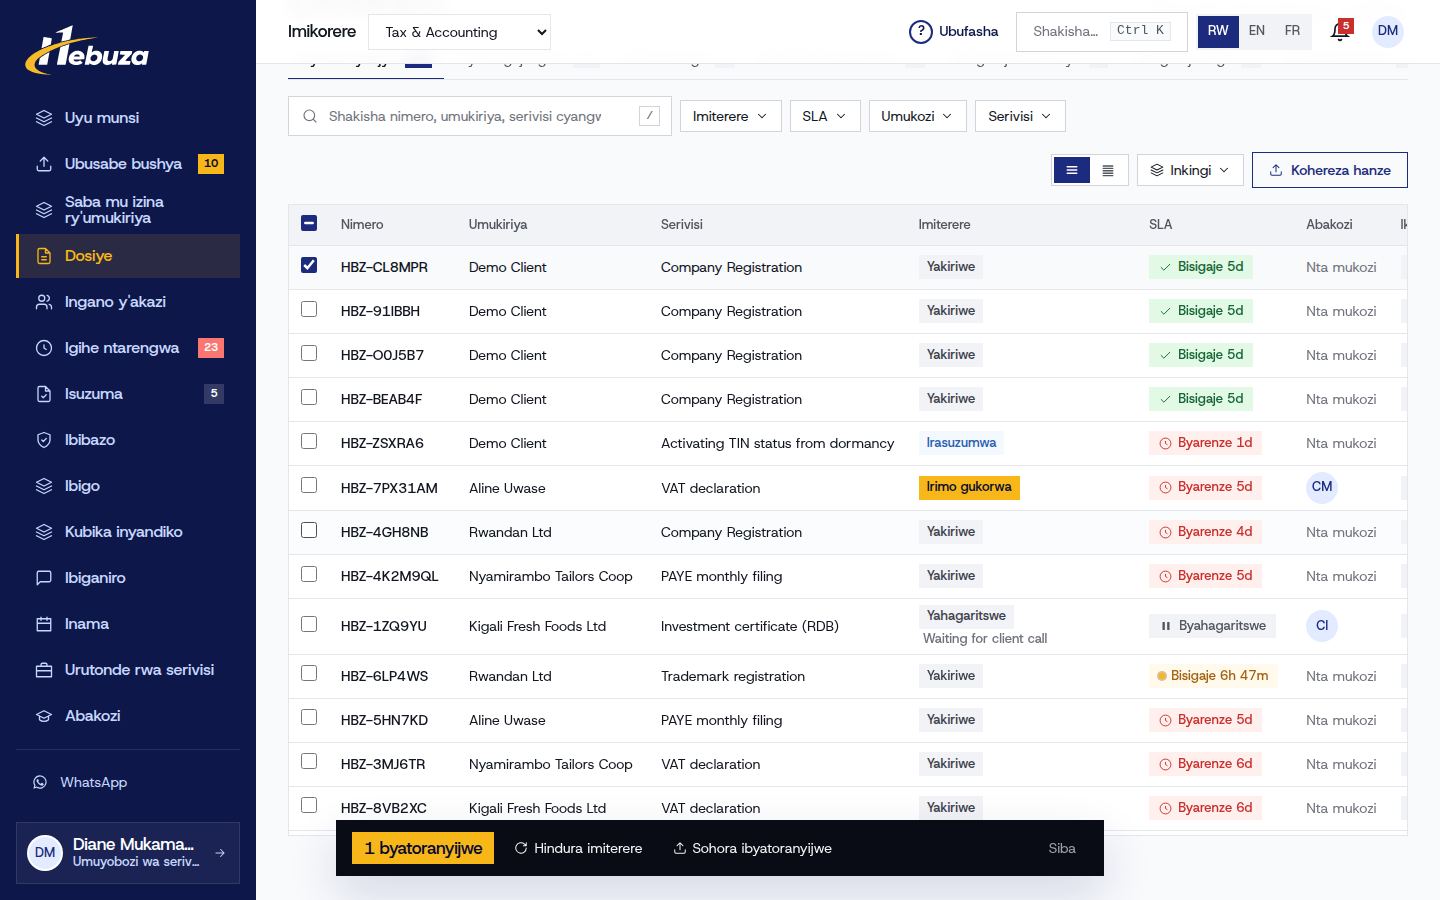 Hebuza
Uyu munsi
Ubusabe bushya 10
Saba mu izina
ry'umukiriya
Dosiye
Ingano y'akazi
Igihe ntarengwa 23
Isuzuma 5
Ibibazo
Ibigo
Kubika inyandiko
Ibiganiro
Inama
Urutonde rwa serivisi
Abakozi
WhatsApp
DM Diane Mukama...
Umuyobozi wa seriv...
Imikorere Tax & Accounting ? Ubufasha Shakisha... Ctrl K RW EN FR 5 DM
Shakisha nimero, umukiriya, serivisi cyangw / Imiterere SLA Umukozi Serivisi
Inkingi Kohereza hanze
Nimero Umukiriya Serivisi Imiterere SLA Abakozi
HBZ-CL8MPR Demo Client Company Registration Yakiriwe Bisigaje 5d Nta mukozi
HBZ-91IBBH Demo Client Company Registration Yakiriwe Bisigaje 5d Nta mukozi
HBZ-O0J5B7 Demo Client Company Registration Yakiriwe Bisigaje 5d Nta mukozi
HBZ-BEAB4F Demo Client Company Registration Yakiriwe Bisigaje 5d Nta mukozi
HBZ-ZSXRA6 Demo Client Activating TIN status from dormancy Irasuzumwa Byarenze 1d Nta mukozi
HBZ-7PX31AM Aline Uwase VAT declaration Irimo gukorwa Byarenze 5d CM
HBZ-4GH8NB Rwandan Ltd Company Registration Yakiriwe Byarenze 4d Nta mukozi
HBZ-4K2M9QL Nyamirambo Tailors Coop PAYE monthly filing Yakiriwe Byarenze 5d Nta mukozi
HBZ-1ZQ9YU Kigali Fresh Foods Ltd Investment certificate (RDB) Yahagaritswe Byahagaritswe CI
Waiting for client call
HBZ-6LP4WS Rwandan Ltd Trademark registration Yakiriwe Bisigaje 6h 47m Nta mukozi
HBZ-5HN7KD Aline Uwase PAYE monthly filing Yakiriwe Byarenze 5d Nta mukozi
HBZ-3MJ6TR Nyamirambo Tailors Coop VAT declaration Yakiriwe Byarenze 6d Nta mukozi
HBZ-8VB2XC Kigali Fresh Foods Ltd VAT declaration Yakiriwe Byarenze 6d Nta mukozi
1 byatoranyijwe Hindura imiterere Sohora ibyatoranyijwe Siba